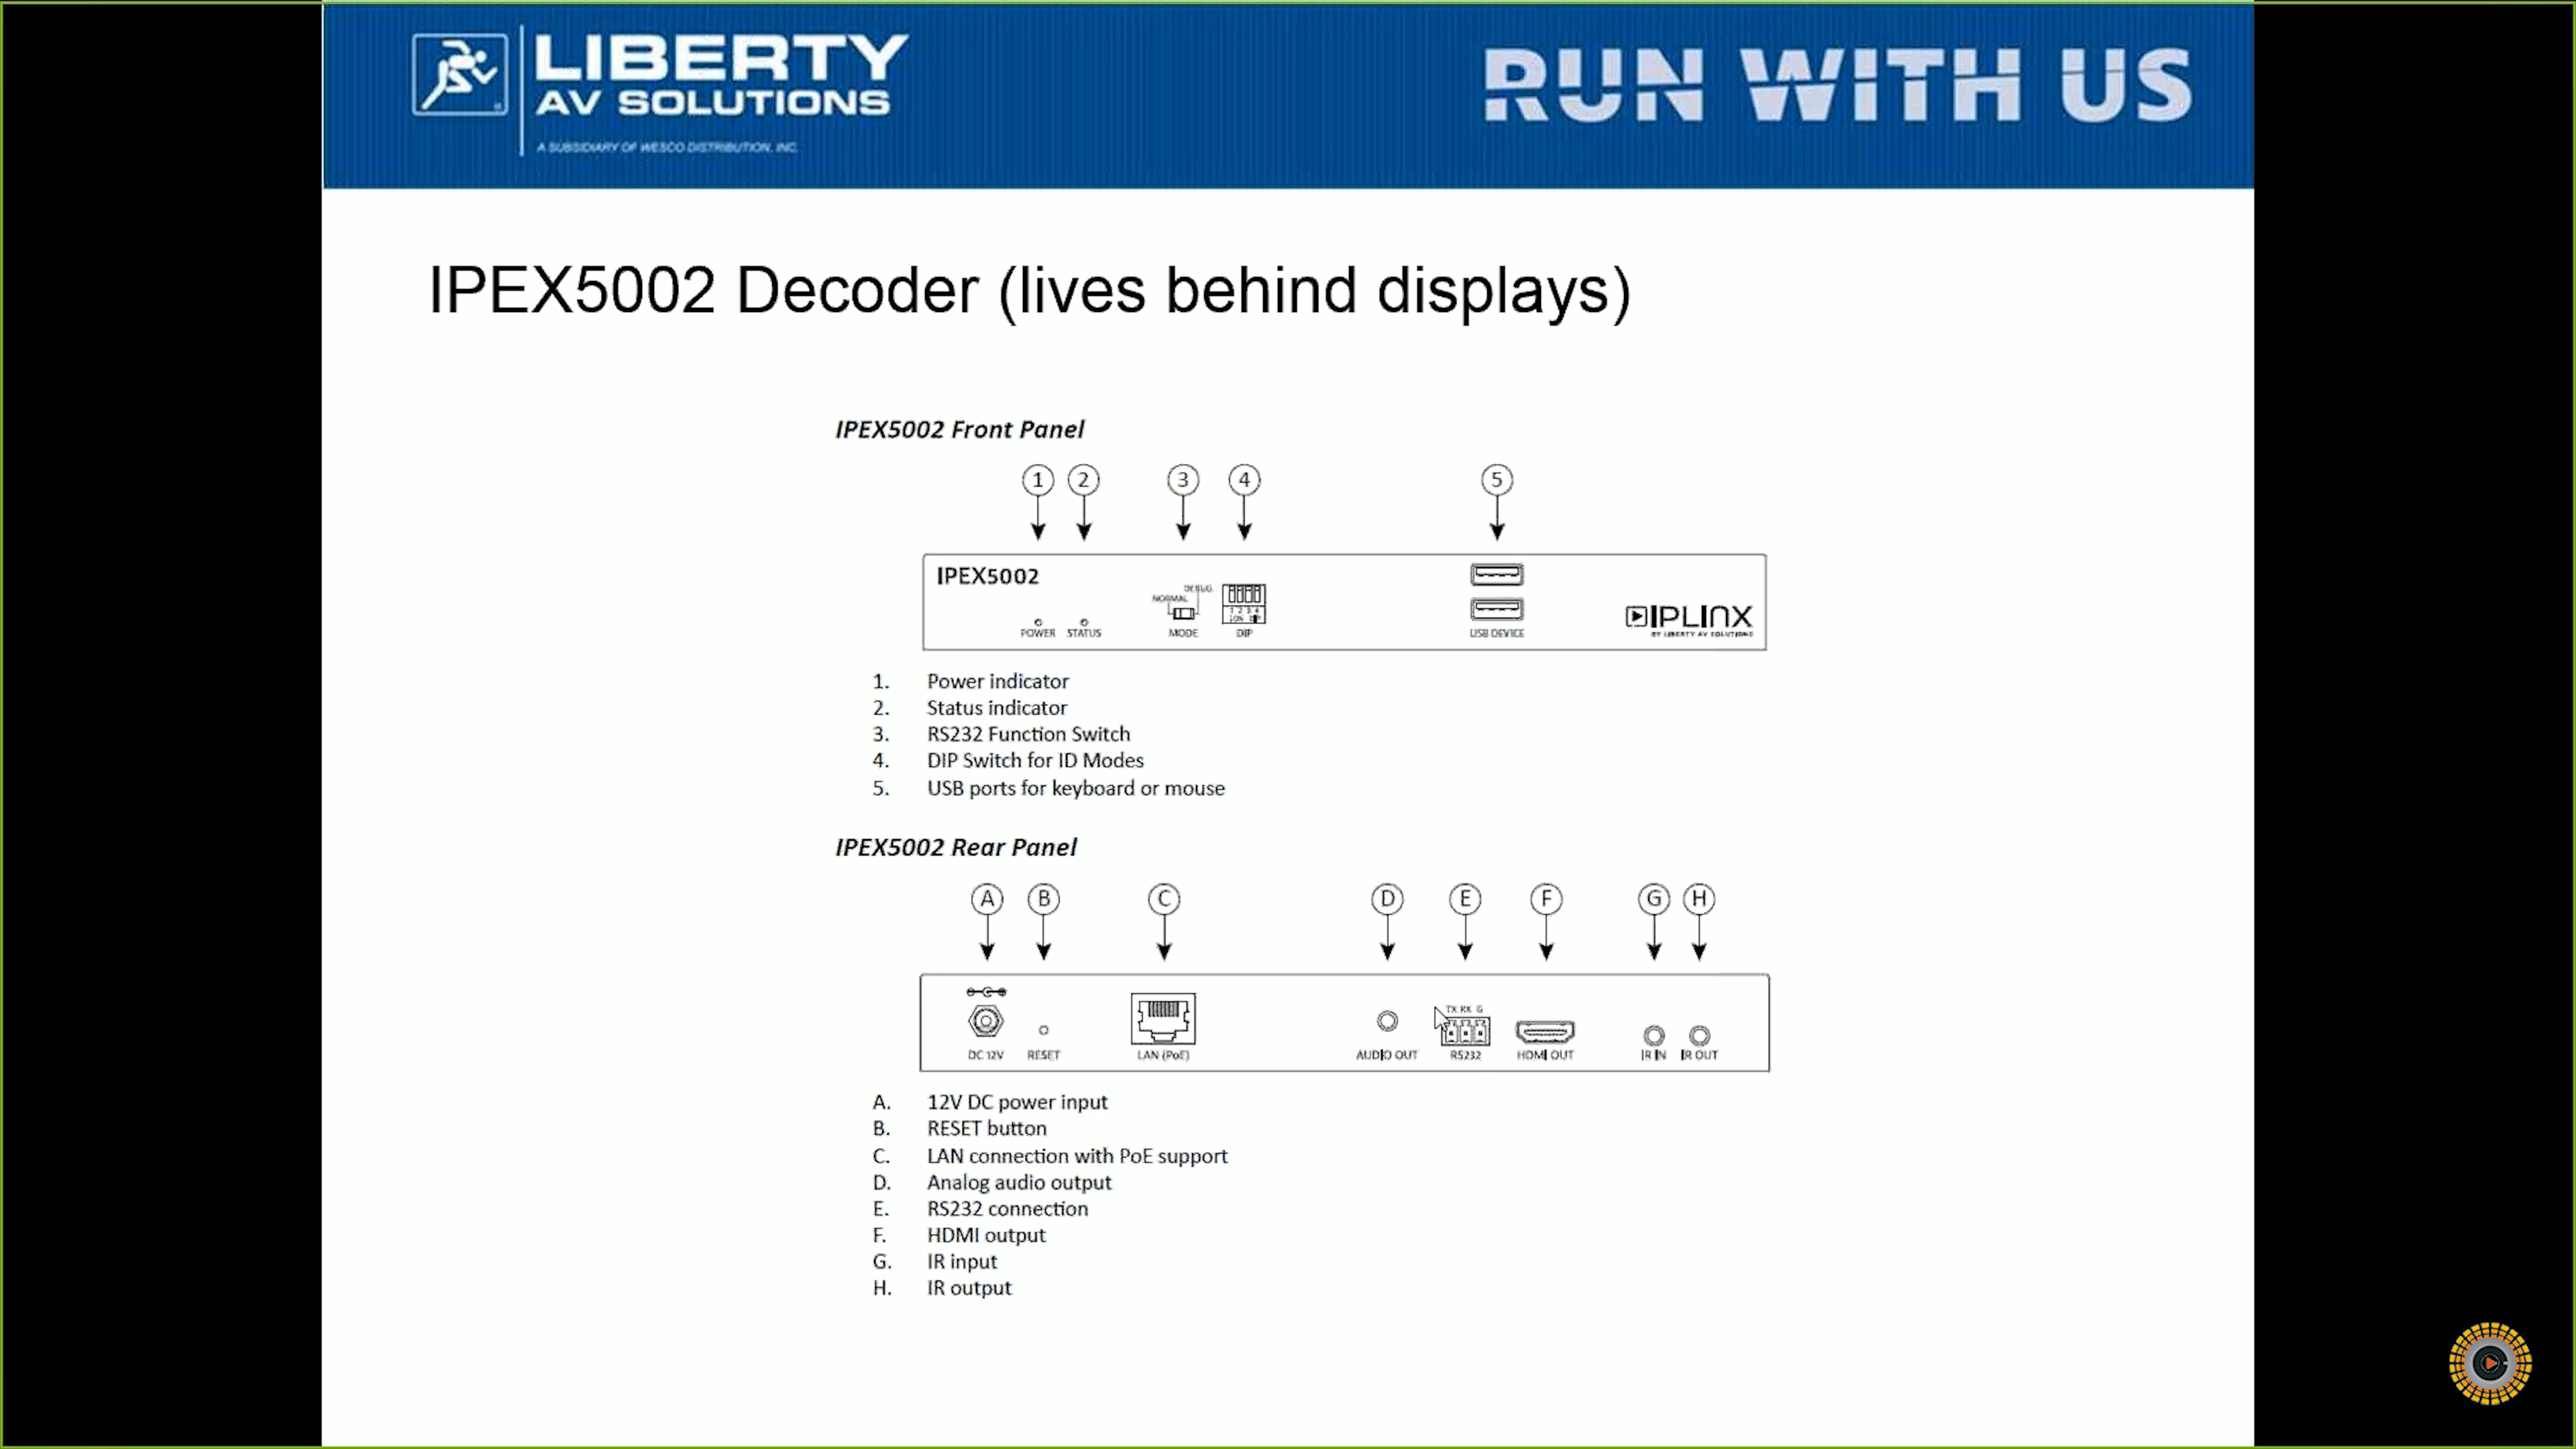 LIBERTY
AV SOLUTIONS
A SUBSIDIARY OF WESCO DISTRIBUTION, INC.
RUN WITH US
IPEX5002 Decoder (lives behind displays)
IPEX5002 Front Panel
1 2 3 4 5
IPEX5002
DEBUG
NORMAL
1 2 3 4
POWER STATUS MODE DIP USB DEVICE
IPLINX
BY LIBERTY AV SOLUTIONS
1. Power indicator
2. Status indicator
3. RS232 Function Switch
4. DIP Switch for ID Modes
5. USB ports for keyboard or mouse
IPEX5002 Rear Panel
A B C D E F G H
TX RX G
DC 12V RESET LAN (PoE) AUDIO OUT RS232 HDMI OUT IR IN IR OUT
A. 12V DC power input
B. RESET button
C. LAN connection with PoE support
D. Analog audio output
E. RS232 connection
F. HDMI output
G. IR input
H. IR output